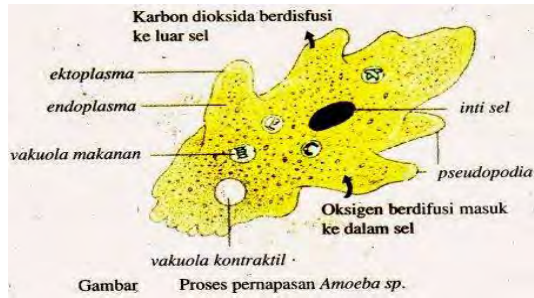 Karbon dioksida berdisfusi
ke luar sel
ektoplasma
endoplasma
inti sel
vakuola makanan
pseudopodia
Oksigen berdifusi masuk
ke dalam sel
vakuola kontraktil
Gambar Proses pernapasan Amoeba sp.